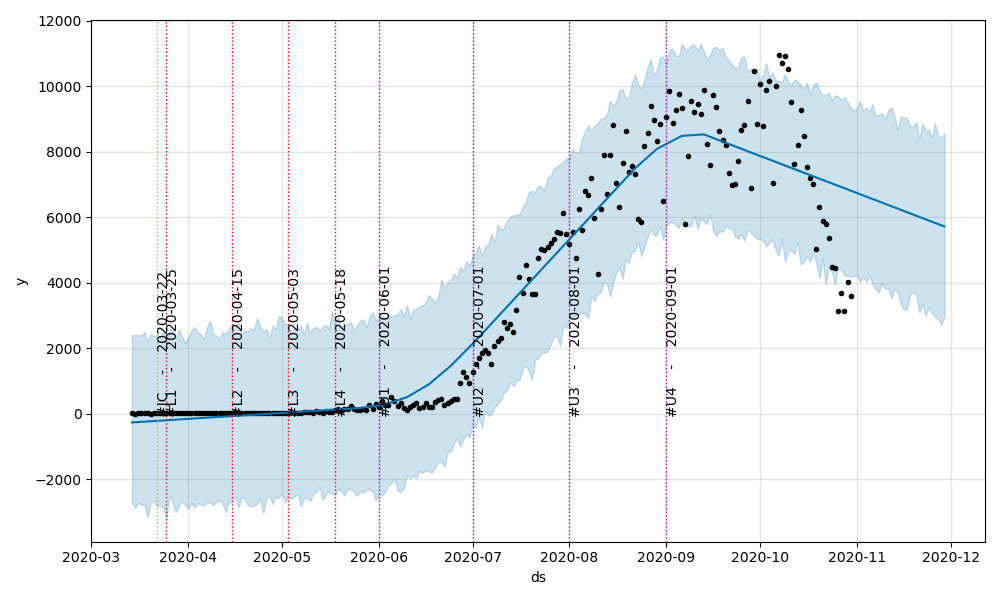 12000
10000
8000
6000
4000
2000
0
−2000
y
#JC - 2020-03-22
#L1 - 2020-03-25
#L2 - 2020-04-15
#L3 - 2020-05-03
#L4 - 2020-05-18
#U1 - 2020-06-01
#U2 - 2020-07-01
#U3 - 2020-08-01
#U4 - 2020-09-01
2020-03 2020-04 2020-05 2020-06 2020-07 2020-08 2020-09 2020-10 2020-11 2020-12
ds